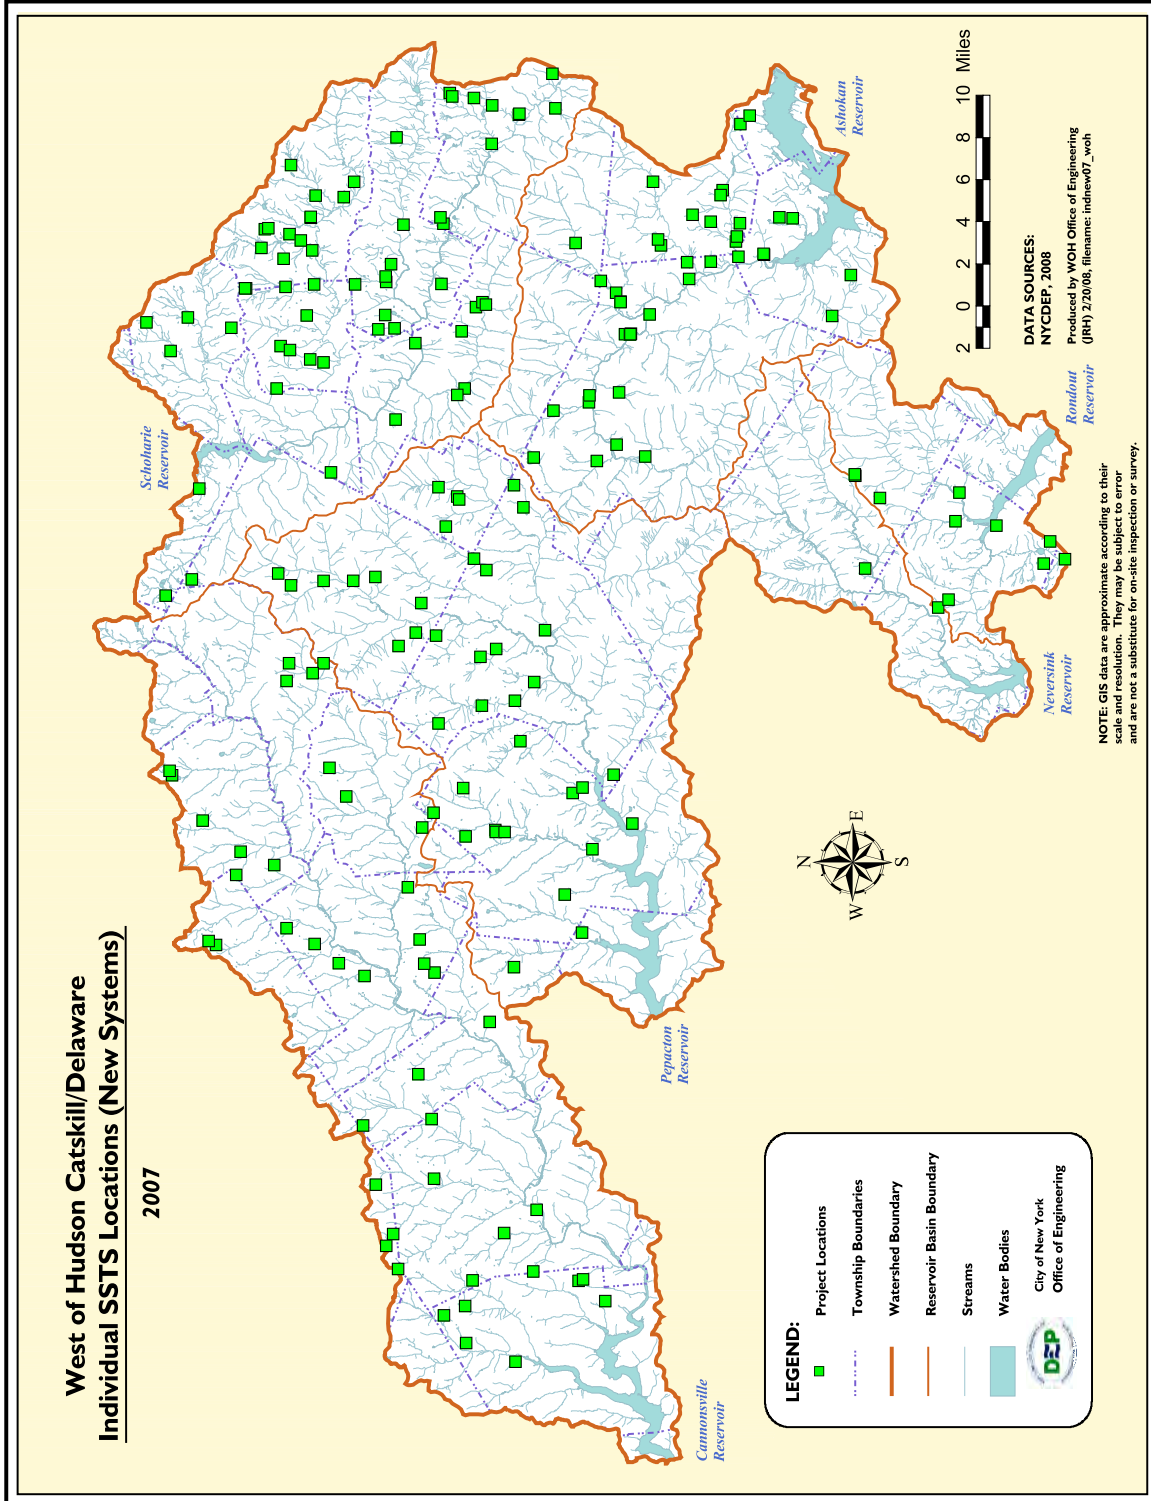 West of Hudson Catskill/Delaware
Individual SSTS Locations (New Systems)
2007
Schoharie
Reservoir
Ashokan
Reservoir
Rondout
Reservoir
Neversink
Reservoir
Pepacton
Reservoir
Cannonsville
Reservoir
N
W
E
S
2 0 2 4 6 8 10 Miles
DATA SOURCES:
NYCDEP, 2008
Produced by WOH Office of Engineering
(JRH) 2/20/08, filename: indnew07_woh
NOTE: GIS data are approximate according to their
scale and resolution. They may be subject to error
and are not a substitute for on-site inspection or survey.
LEGEND:
Project Locations
Township Boundaries
Watershed Boundary
Reservoir Basin Boundary
Streams
Water Bodies
DEP
City of New York
Office of Engineering